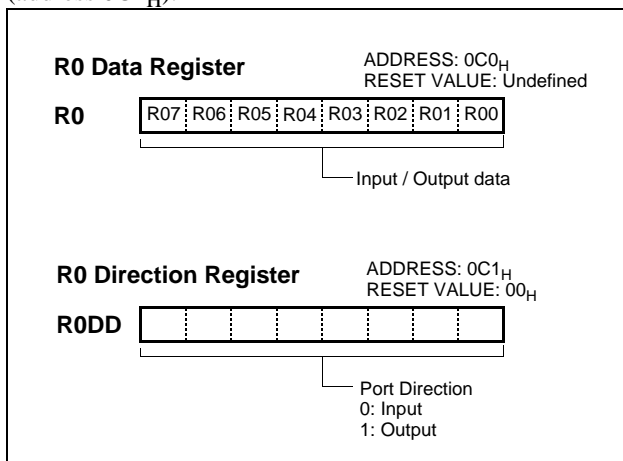 R0 Data Register
ADDRESS: 0C0H
RESET VALUE: Undefined
R0
R07 R06 R05 R04 R03 R02 R01 R00
Input / Output data
R0 Direction Register
ADDRESS: 0C1H
RESET VALUE: 00H
R0DD
Port Direction
0: Input
1: Output